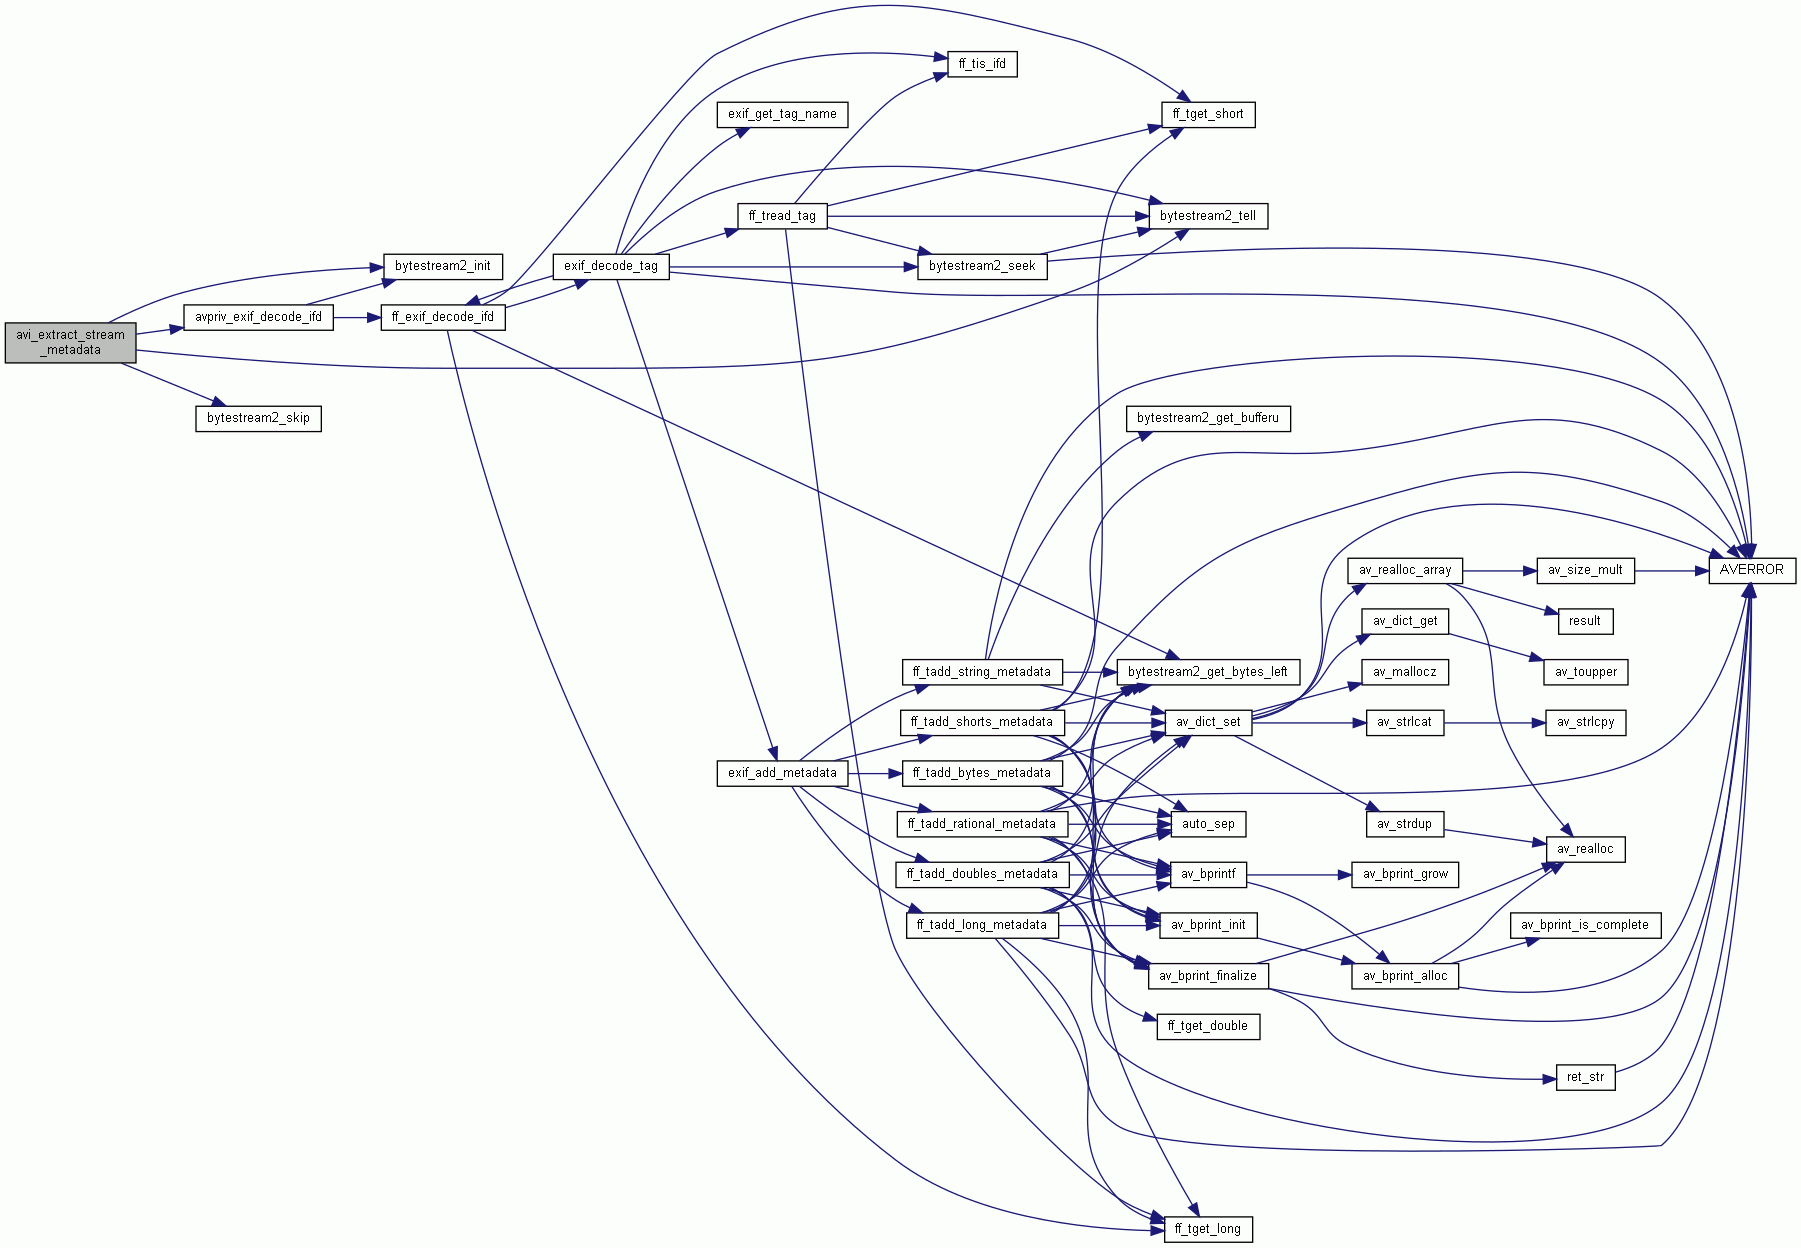 ff_tis_ifd
exif_get_tag_name
ff_tget_short
ff_tread_tag
bytestream2_tell
bytestream2_init
exif_decode_tag
bytestream2_seek
avpriv_exif_decode_ifd
ff_exif_decode_ifd
avi_extract_stream
_metadata
bytestream2_skip
bytestream2_get_bufferu
av_realloc_array
av_size_mult
AVERROR
av_dict_get
result
ff_tadd_string_metadata
bytestream2_get_bytes_left
av_mallocz
av_toupper
ff_tadd_shorts_metadata
av_dict_set
av_strlcat
av_strlcpy
exif_add_metadata
ff_tadd_bytes_metadata
ff_tadd_rational_metadata
auto_sep
av_strdup
av_realloc
ff_tadd_doubles_metadata
av_bprintf
av_bprint_grow
ff_tadd_long_metadata
av_bprint_init
av_bprint_is_complete
av_bprint_finalize
av_bprint_alloc
ff_tget_double
ret_str
ff_tget_long